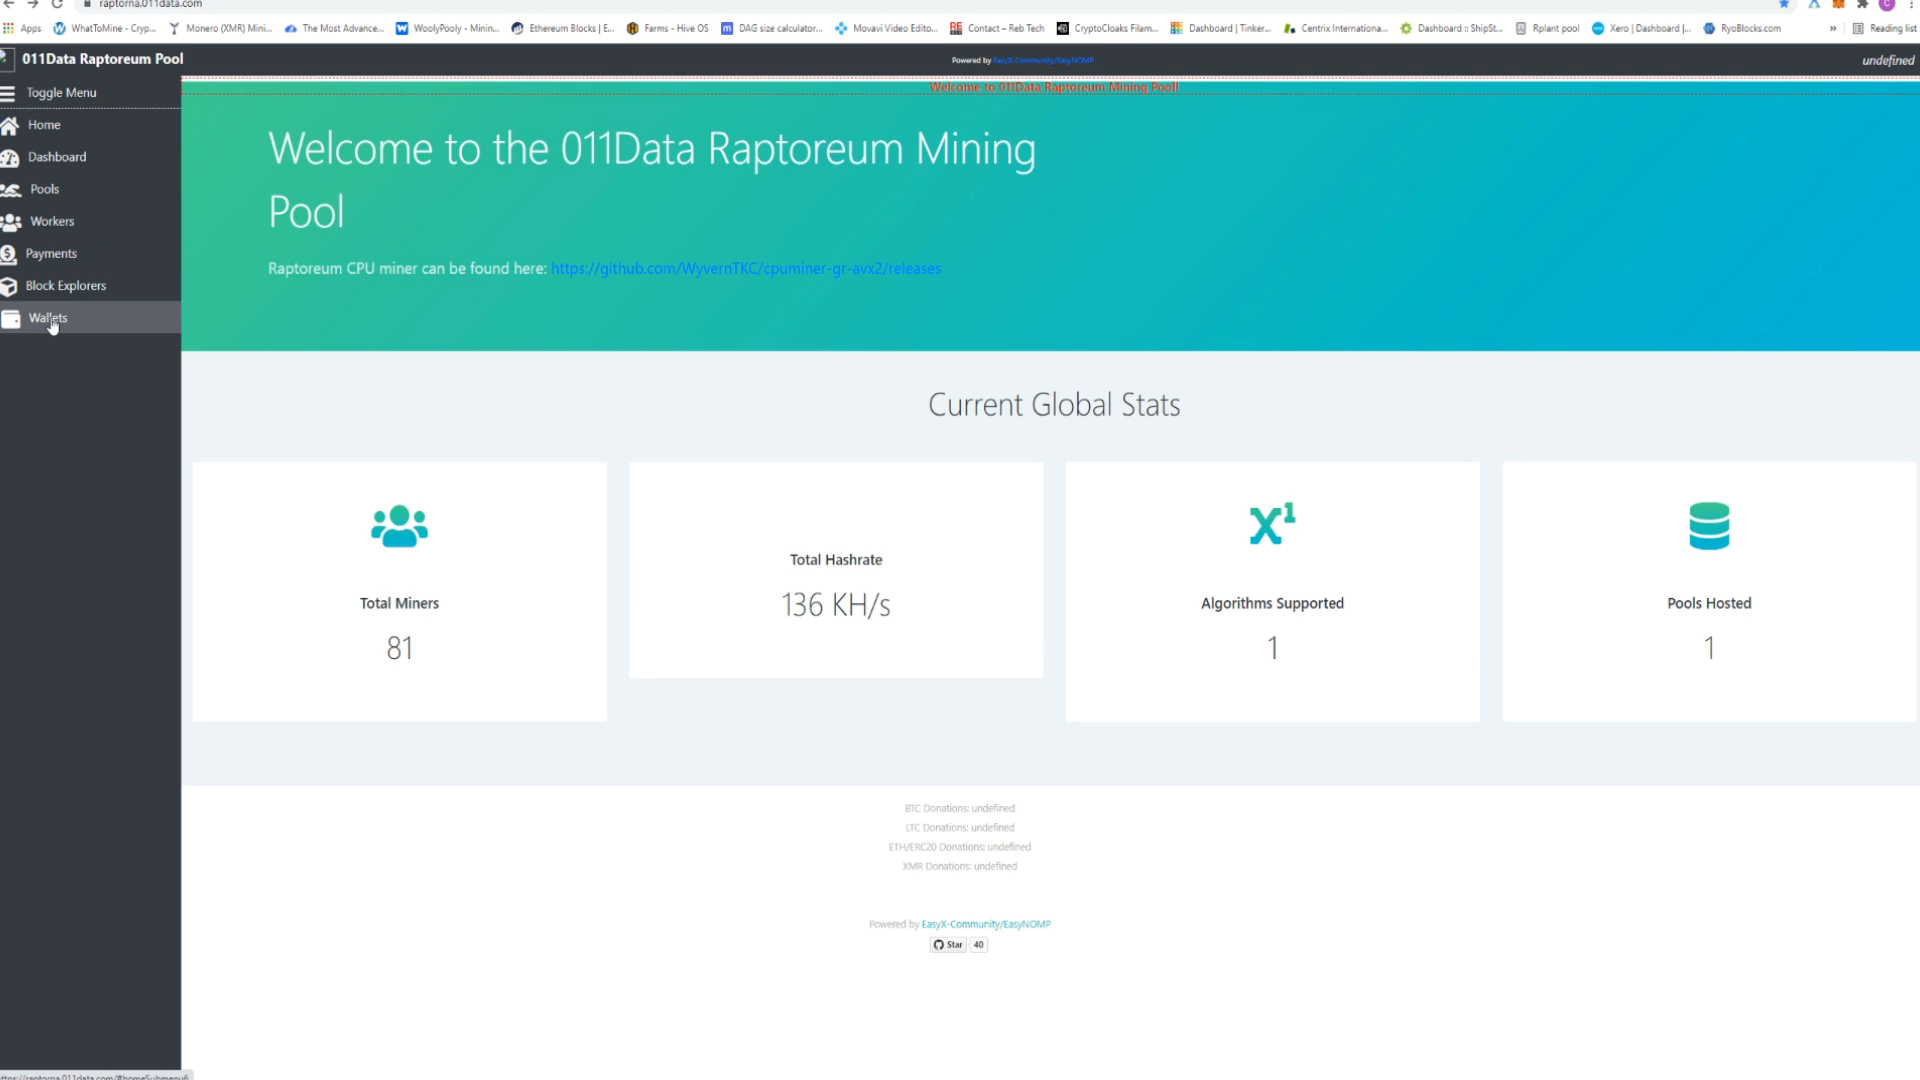 raptorna.011data.com
Apps WhatToMine - Cryp... Monero (XMR) Mini... The Most Advance... WoolyPooly - Minin... Ethereum Blocks | E... Farms - Hive OS DAG size calculator... Movavi Video Edito... Contact – Reb Tech CryptoCloaks Filam... Dashboard | Tinker... Centrix Internationa... Dashboard :: ShipSt... Rplant pool Xero | Dashboard |... RyoBlocks.com » Reading list
011Data Raptoreum Pool
Powered by EasyX-Community/EasyNOMP
undefined
Toggle Menu
Home
Dashboard
Pools
Workers
Payments
Block Explorers
Wallets
Welcome to 011Data Raptoreum Mining Pool!
Welcome to the 011Data Raptoreum Mining
Pool
Raptoreum CPU miner can be found here: https://github.com/WyvernTKC/cpuminer-gr-avx2/releases
Current Global Stats
Total Miners
81
Total Hashrate
136 KH/s
X1
Algorithms Supported
1
Pools Hosted
1
BTC Donations: undefined
LTC Donations: undefined
ETH/ERC20 Donations: undefined
XMR Donations: undefined
Powered by EasyX-Community/EasyNOMP
Star 40